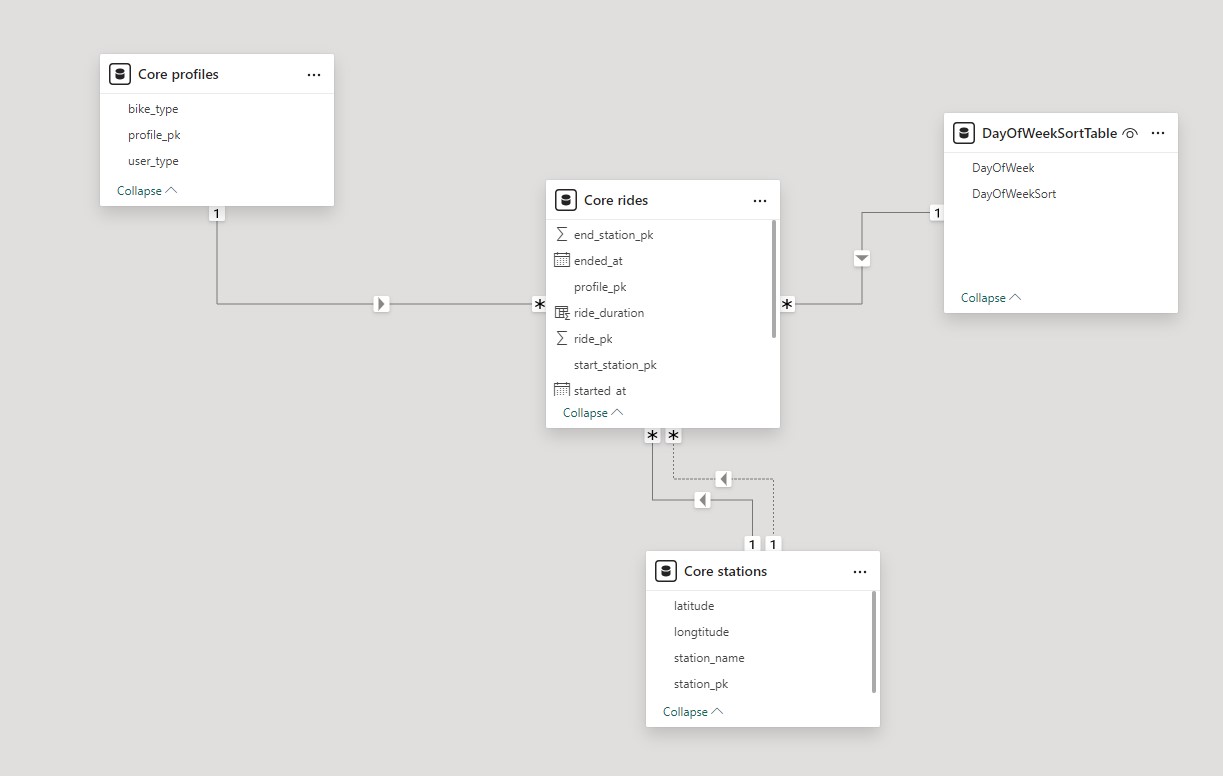 Core profiles
bike_type
profile_pk
user_type
Collapse
1
DayOfWeekSortTable
DayOfWeek
DayOfWeekSort
Collapse
1
Core rides
end_station_pk
ended_at
profile_pk
ride_duration
ride_pk
start_station_pk
started_at
Collapse
*
*
* *
1 1
Core stations
latitude
longtitude
station_name
station_pk
Collapse